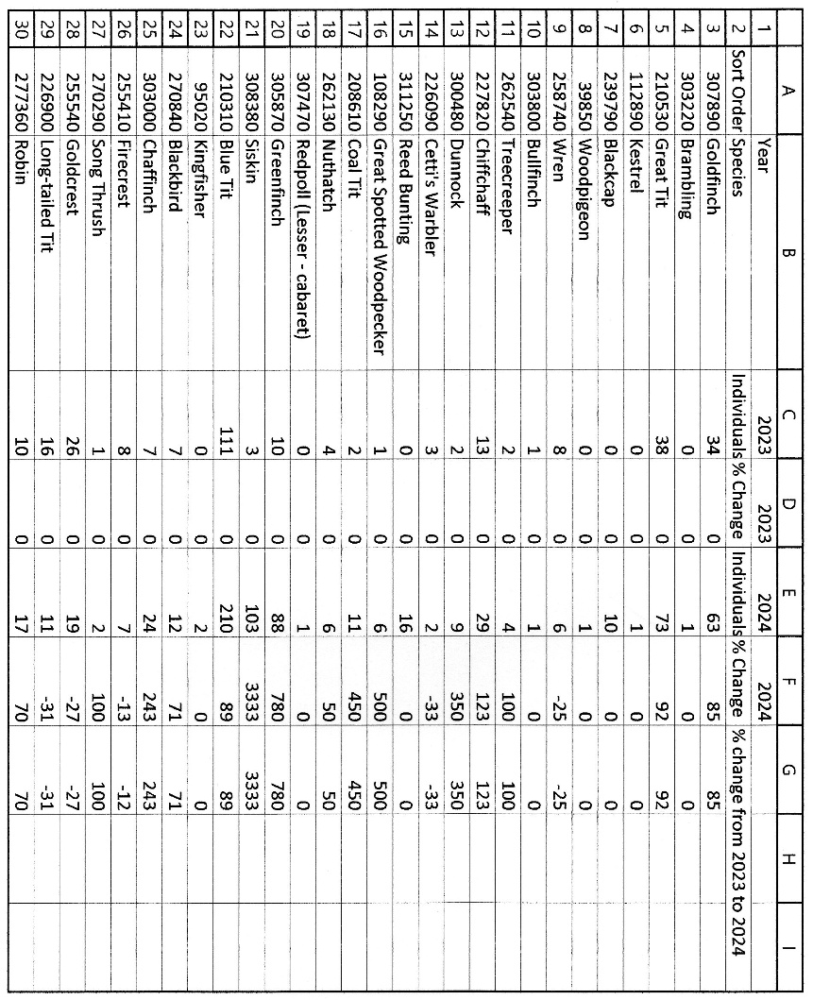 A B C D E F G H I
1 Year 2023 2023 2024 2024
2 Sort Order Species Individuals % Change Individuals % Change % change from 2023 to 2024
3 307890 Goldfinch 34 0 63 85 85
4 303220 Brambling 0 0 1 0 0
5 210530 Great Tit 38 0 73 92 92
6 112890 Kestrel 0 0 1 0 0
7 239790 Blackcap 0 0 10 0 0
8 39850 Woodpigeon 0 0 1 0 0
9 258740 Wren 8 0 6 -25 -25
10 303800 Bullfinch 1 0 1 0 0
11 262540 Treecreeper 2 0 4 100 100
12 227820 Chiffchaff 13 0 29 123 123
13 300480 Dunnock 2 0 9 350 350
14 226090 Cetti's Warbler 3 0 2 -33 -33
15 311250 Reed Bunting 0 0 16 0 0
16 108290 Great Spotted Woodpecker 1 0 6 500 500
17 208610 Coal Tit 2 0 11 450 450
18 262130 Nuthatch 4 0 6 50 50
19 307470 Redpoll (Lesser - cabaret) 0 0 1 0 0
20 305870 Greenfinch 10 0 88 780 780
21 308380 Siskin 3 0 103 3333 3333
22 210310 Blue Tit 111 0 210 89 89
23 95020 Kingfisher 0 0 2 0 0
24 270840 Blackbird 7 0 12 71 71
25 303000 Chaffinch 7 0 24 243 243
26 255410 Firecrest 8 0 7 -13 -12
27 270290 Song Thrush 1 0 2 100 100
28 255540 Goldcrest 26 0 19 -27 -27
29 226900 Long-tailed Tit 16 0 11 -31 -31
30 277360 Robin 10 0 17 70 70